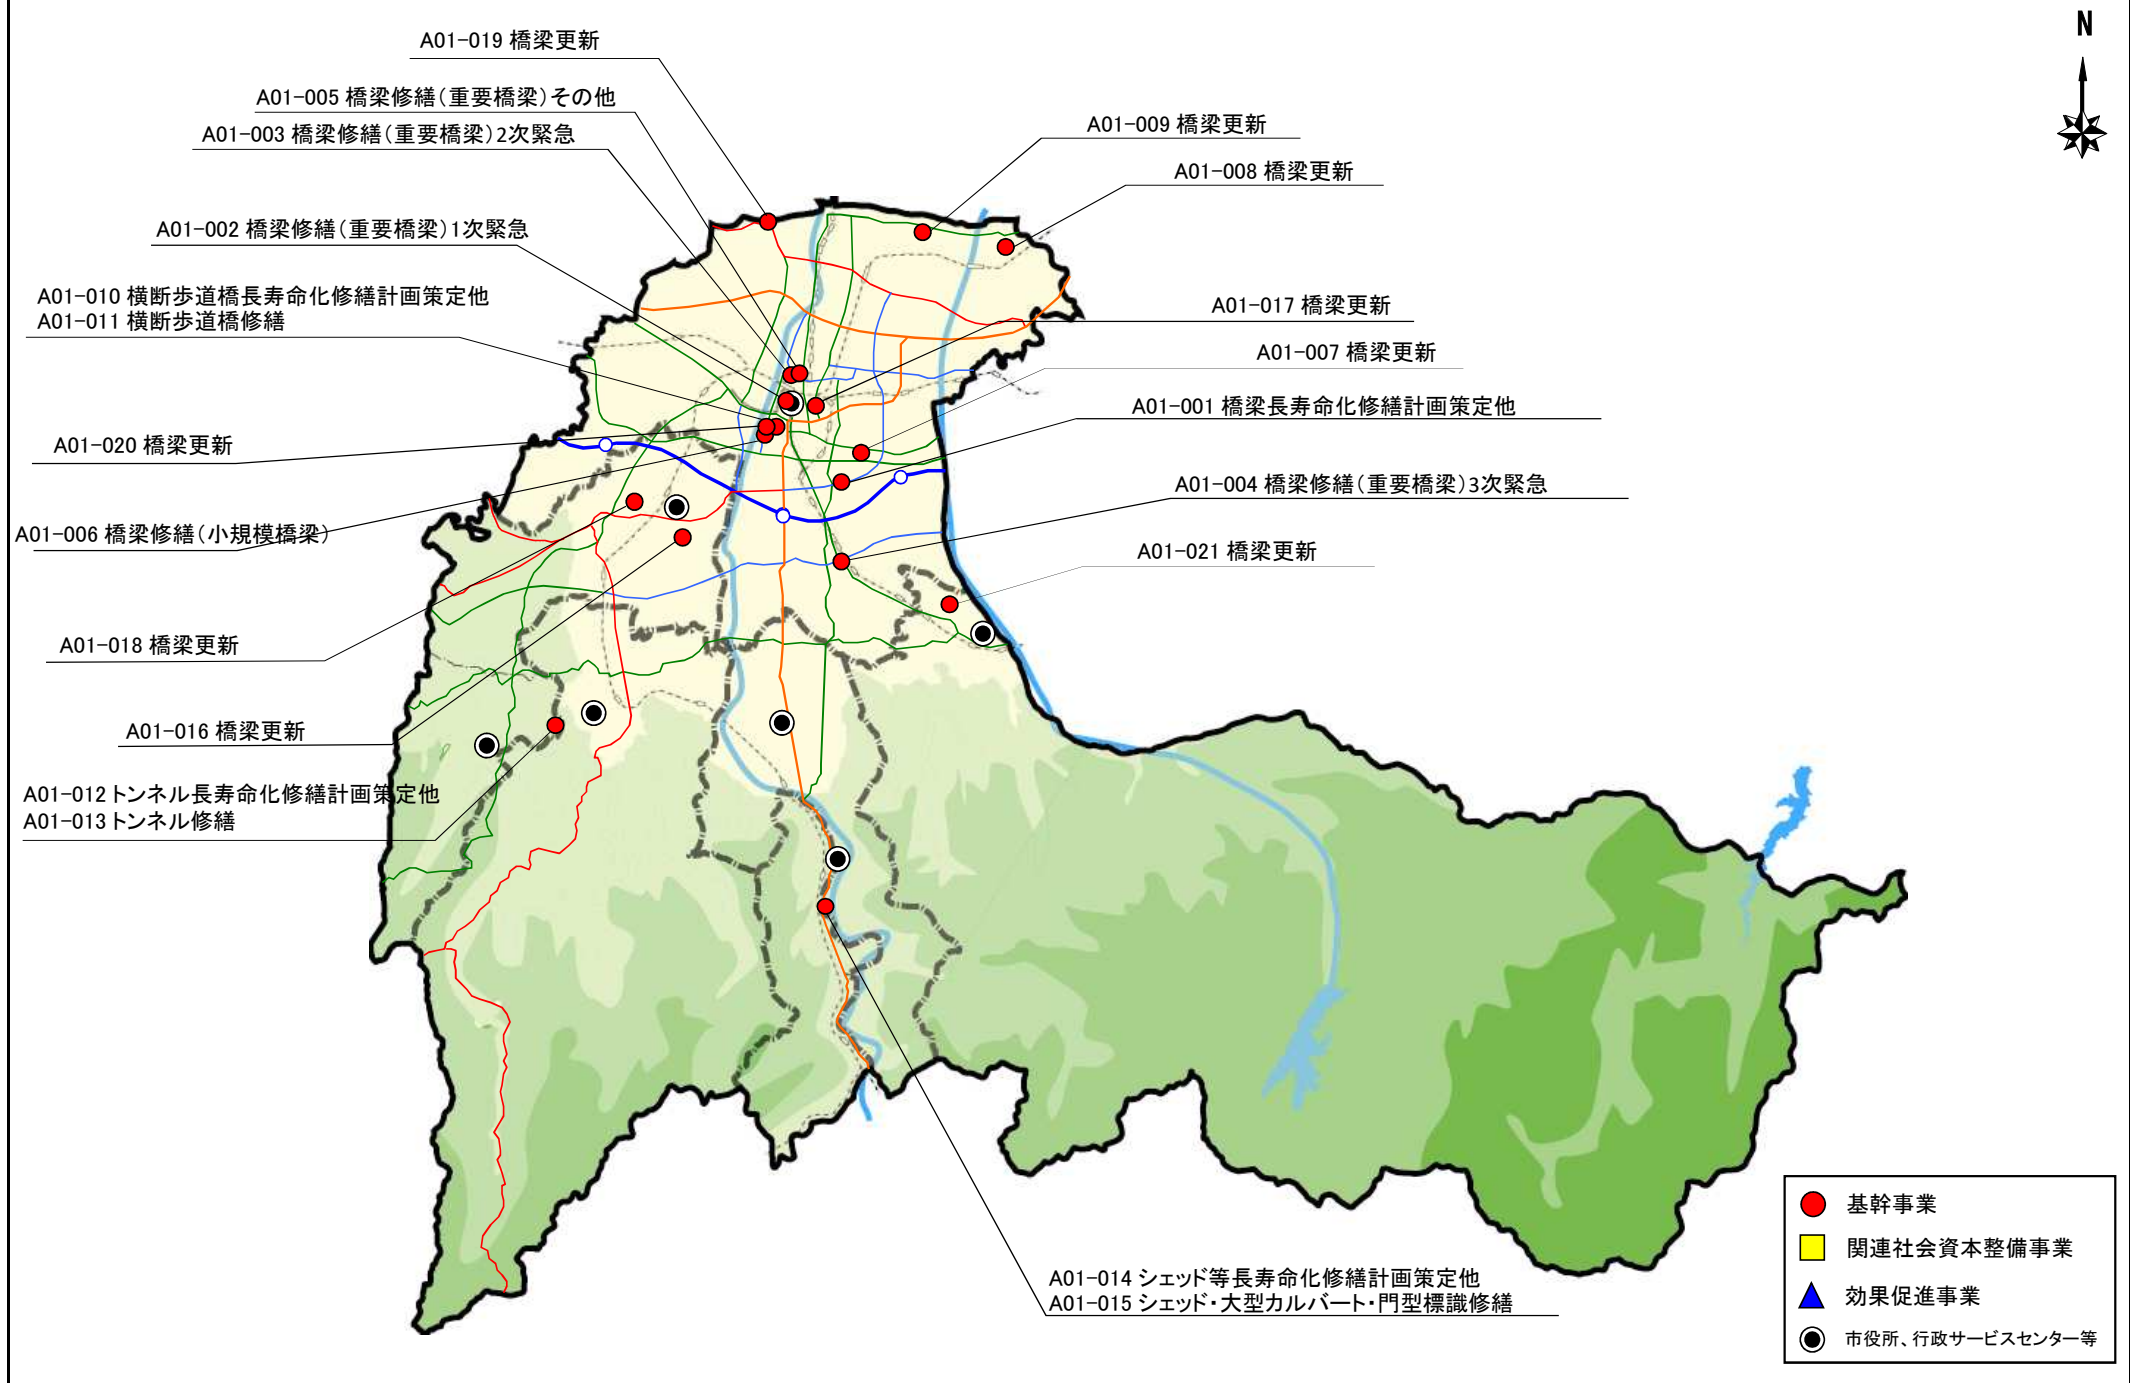 N
A01-019 橋梁更新
A01-005 橋梁修繕(重要橋梁)その他
A01-003 橋梁修繕(重要橋梁)2次緊急
A01-009 橋梁更新
A01-008 橋梁更新
A01-002 橋梁修繕(重要橋梁)1次緊急
A01-010 横断歩道橋長寿命化修繕計画策定他
A01-011 横断歩道橋修繕
A01-017 橋梁更新
A01-007 橋梁更新
A01-001 橋梁長寿命化修繕計画策定他
A01-020 橋梁更新
A01-004 橋梁修繕(重要橋梁)3次緊急
A01-006 橋梁修繕(小規模橋梁)
A01-021 橋梁更新
A01-018 橋梁更新
A01-016 橋梁更新
A01-012 トンネル長寿命化修繕計画策定他
A01-013 トンネル修繕
A01-014 シェッド等長寿命化修繕計画策定他
A01-015 シェッド・大型カルバート・門型標識修繕
基幹事業
関連社会資本整備事業
効果促進事業
市役所、行政サービスセンター等